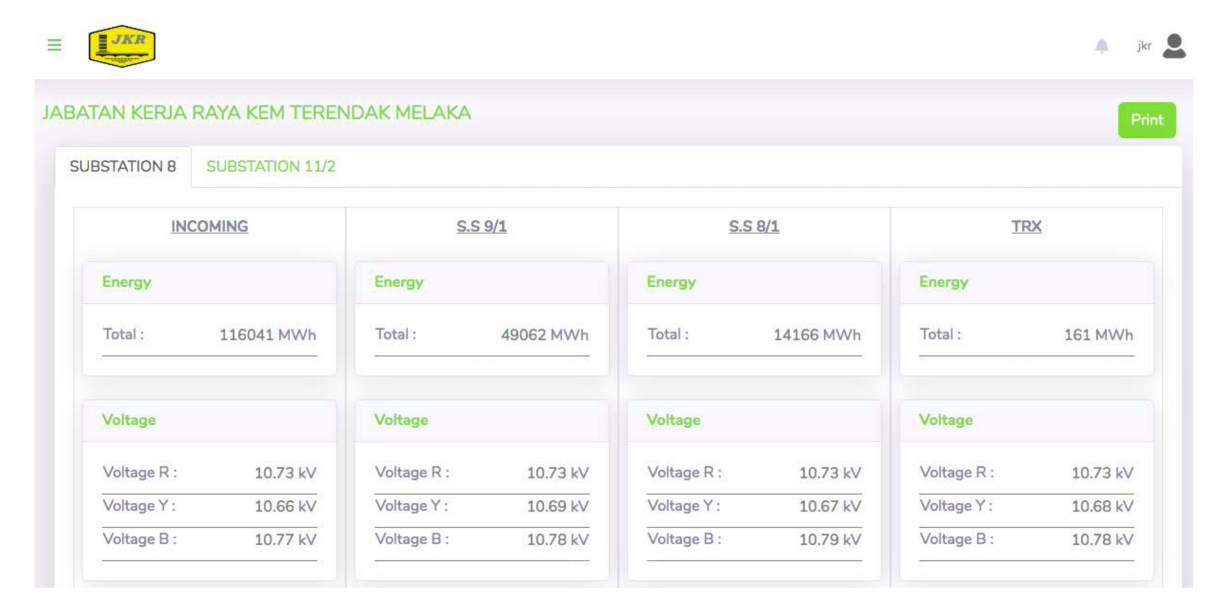 JKR
jkr
JABATAN KERJA RAYA KEM TERENDAK MELAKA
Print
SUBSTATION 8 SUBSTATION 11/2
INCOMING S.S 9/1 S.S 8/1 TRX
Energy Energy Energy Energy
Total : 116041 MWh Total : 49062 MWh Total : 14166 MWh Total : 161 MWh
Voltage Voltage Voltage Voltage
Voltage R : 10.73 kV Voltage R : 10.73 kV Voltage R : 10.73 kV Voltage R : 10.73 kV
Voltage Y : 10.66 kV Voltage Y : 10.69 kV Voltage Y : 10.67 kV Voltage Y : 10.68 kV
Voltage B : 10.77 kV Voltage B : 10.78 kV Voltage B : 10.79 kV Voltage B : 10.78 kV